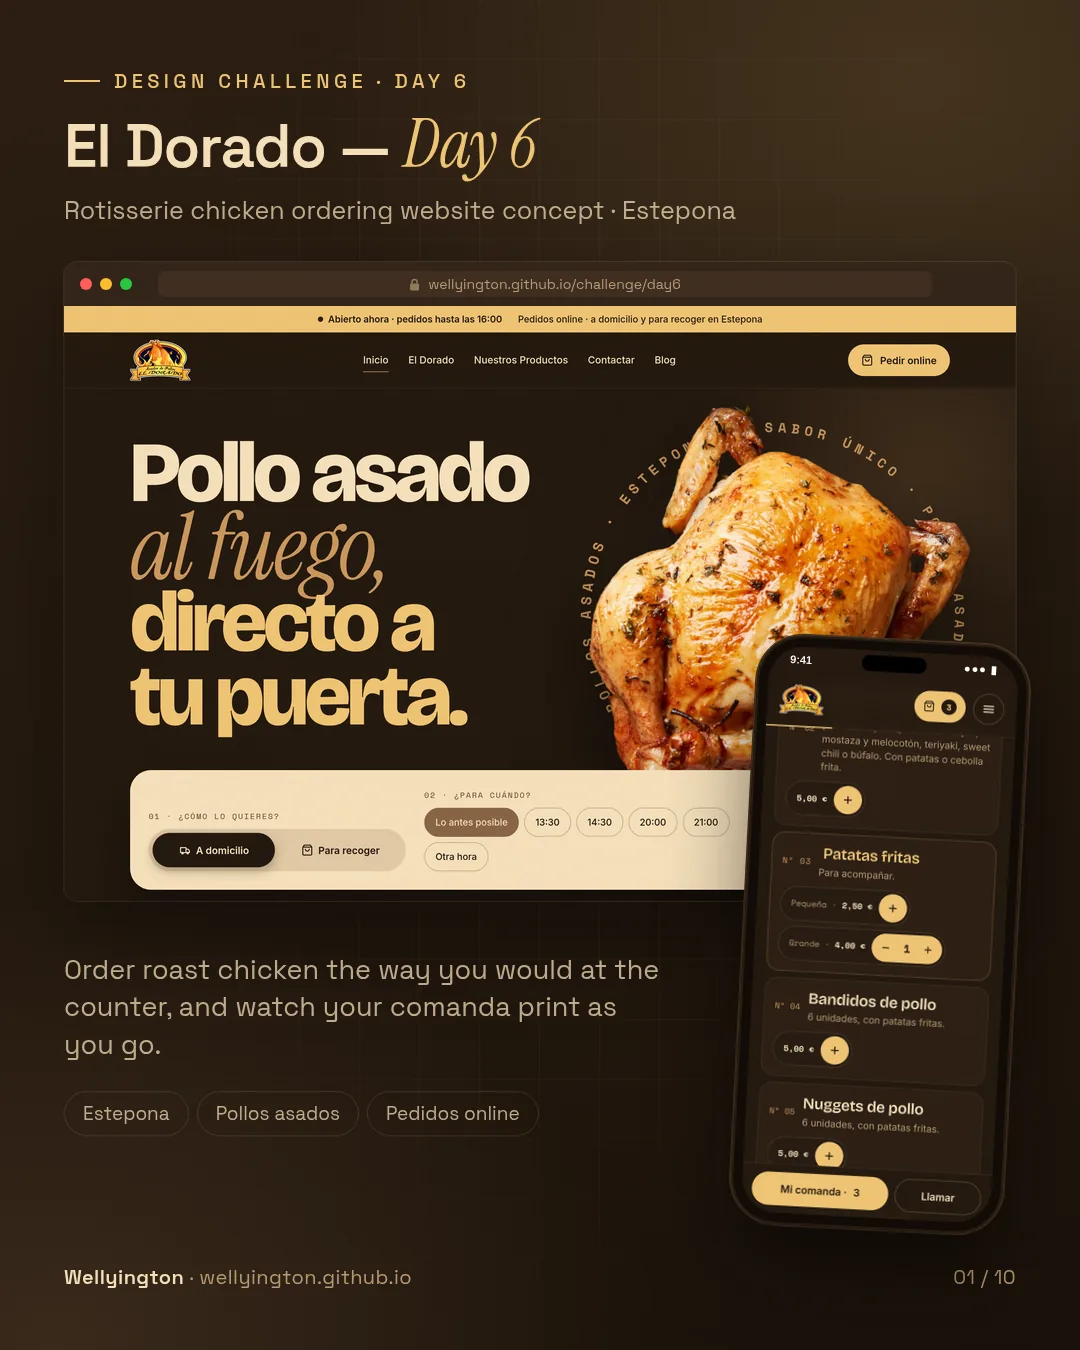 DESIGN CHALLENGE · DAY 6
El Dorado — Day 6
Rotisserie chicken ordering website concept · Estepona
wellyington.github.io/challenge/day6
Abierto ahora · pedidos hasta las 16:00 Pedidos online · a domicilio y para recoger en Estepona
EL DORADO
Inicio El Dorado Nuestros Productos Contactar Blog
Pedir online
Pollo asado
al fuego,
directo a
tu puerta.
POLLOS ASADOS · ESTEPON SABOR ÚNICO · P ASAD
01 · ¿CÓMO LO QUIERES?
A domicilio Para recoger
02 · ¿PARA CUÁNDO?
Lo antes posible 13:30 14:30 20:00 21:00
Otra hora
9:41
3
mostaza y melocotón, teriyaki, sweet
chili o búfalo. Con patatas o cebolla
frita.
5,00 € +
N° 03 Patatas fritas
Para acompañar.
Pequeña · 2,50 € +
Grande · 4,00 € − 1 +
N° 04 Bandidos de pollo
6 unidades, con patatas fritas.
5,00 € +
N° 05 Nuggets de pollo
6 unidades, con patatas fritas.
5,00 € +
Mi comanda · 3 Llamar
Order roast chicken the way you would at the
counter, and watch your comanda print as
you go.
Estepona Pollos asados Pedidos online
Wellyington · wellyington.github.io
01 / 10